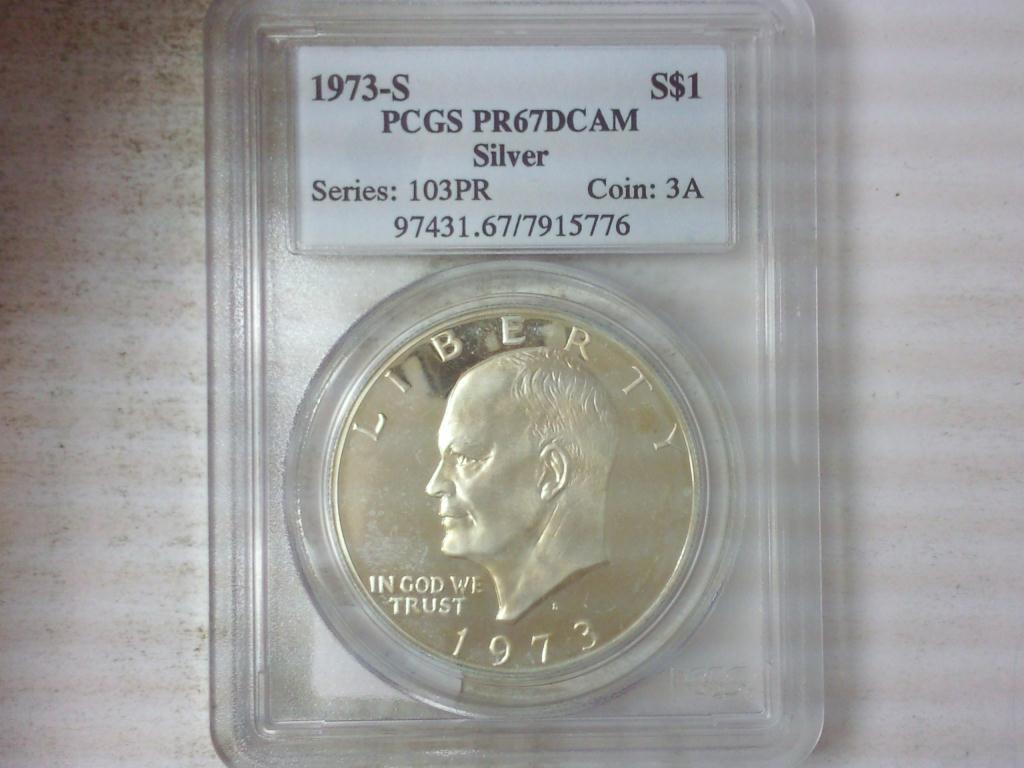 1973-S S$1
PCGS PR67DCAM
Silver
Series: 103PR Coin: 3A
97431.67/7915776
LIBERTY
IN GOD WE
TRUST
1973